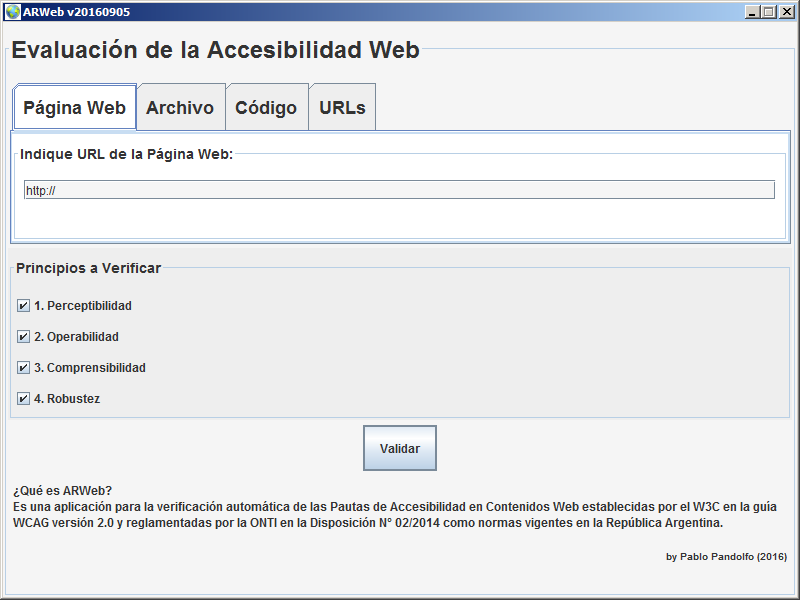 ARWeb v20160905
Evaluación de la Accesibilidad Web
Página Web Archivo Código URLs
Indique URL de la Página Web:
http://
Principios a Verificar
1. Perceptibilidad
2. Operabilidad
3. Comprensibilidad
4. Robustez
Validar
¿Qué es ARWeb?
Es una aplicación para la verificación automática de las Pautas de Accesibilidad en Contenidos Web establecidas por el W3C en la guía
WCAG versión 2.0 y reglamentadas por la ONTI en la Disposición N° 02/2014 como normas vigentes en la República Argentina.
by Pablo Pandolfo (2016)